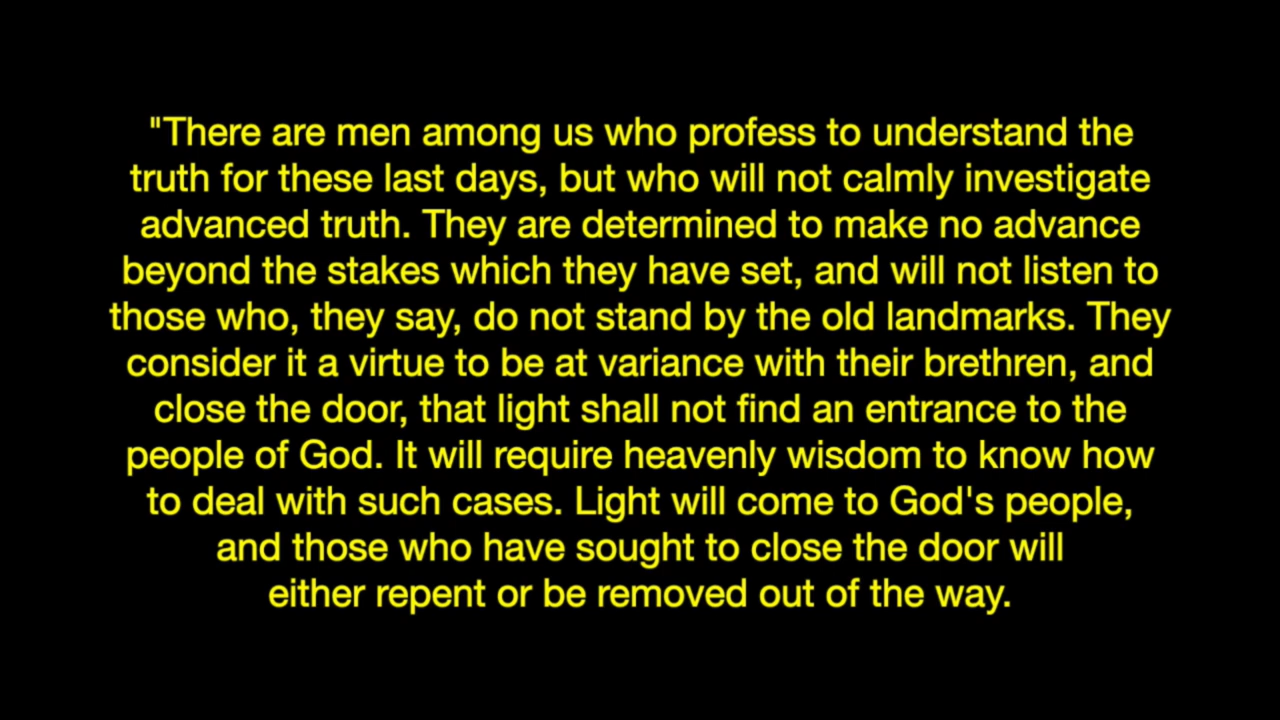 "There are men among us who profess to understand the
truth for these last days, but who will not calmly investigate
advanced truth. They are determined to make no advance
beyond the stakes which they have set, and will not listen to
those who, they say, do not stand by the old landmarks. They
consider it a virtue to be at variance with their brethren, and
close the door, that light shall not find an entrance to the
people of God. It will require heavenly wisdom to know how
to deal with such cases. Light will come to God's people,
and those who have sought to close the door will
either repent or be removed out of the way.